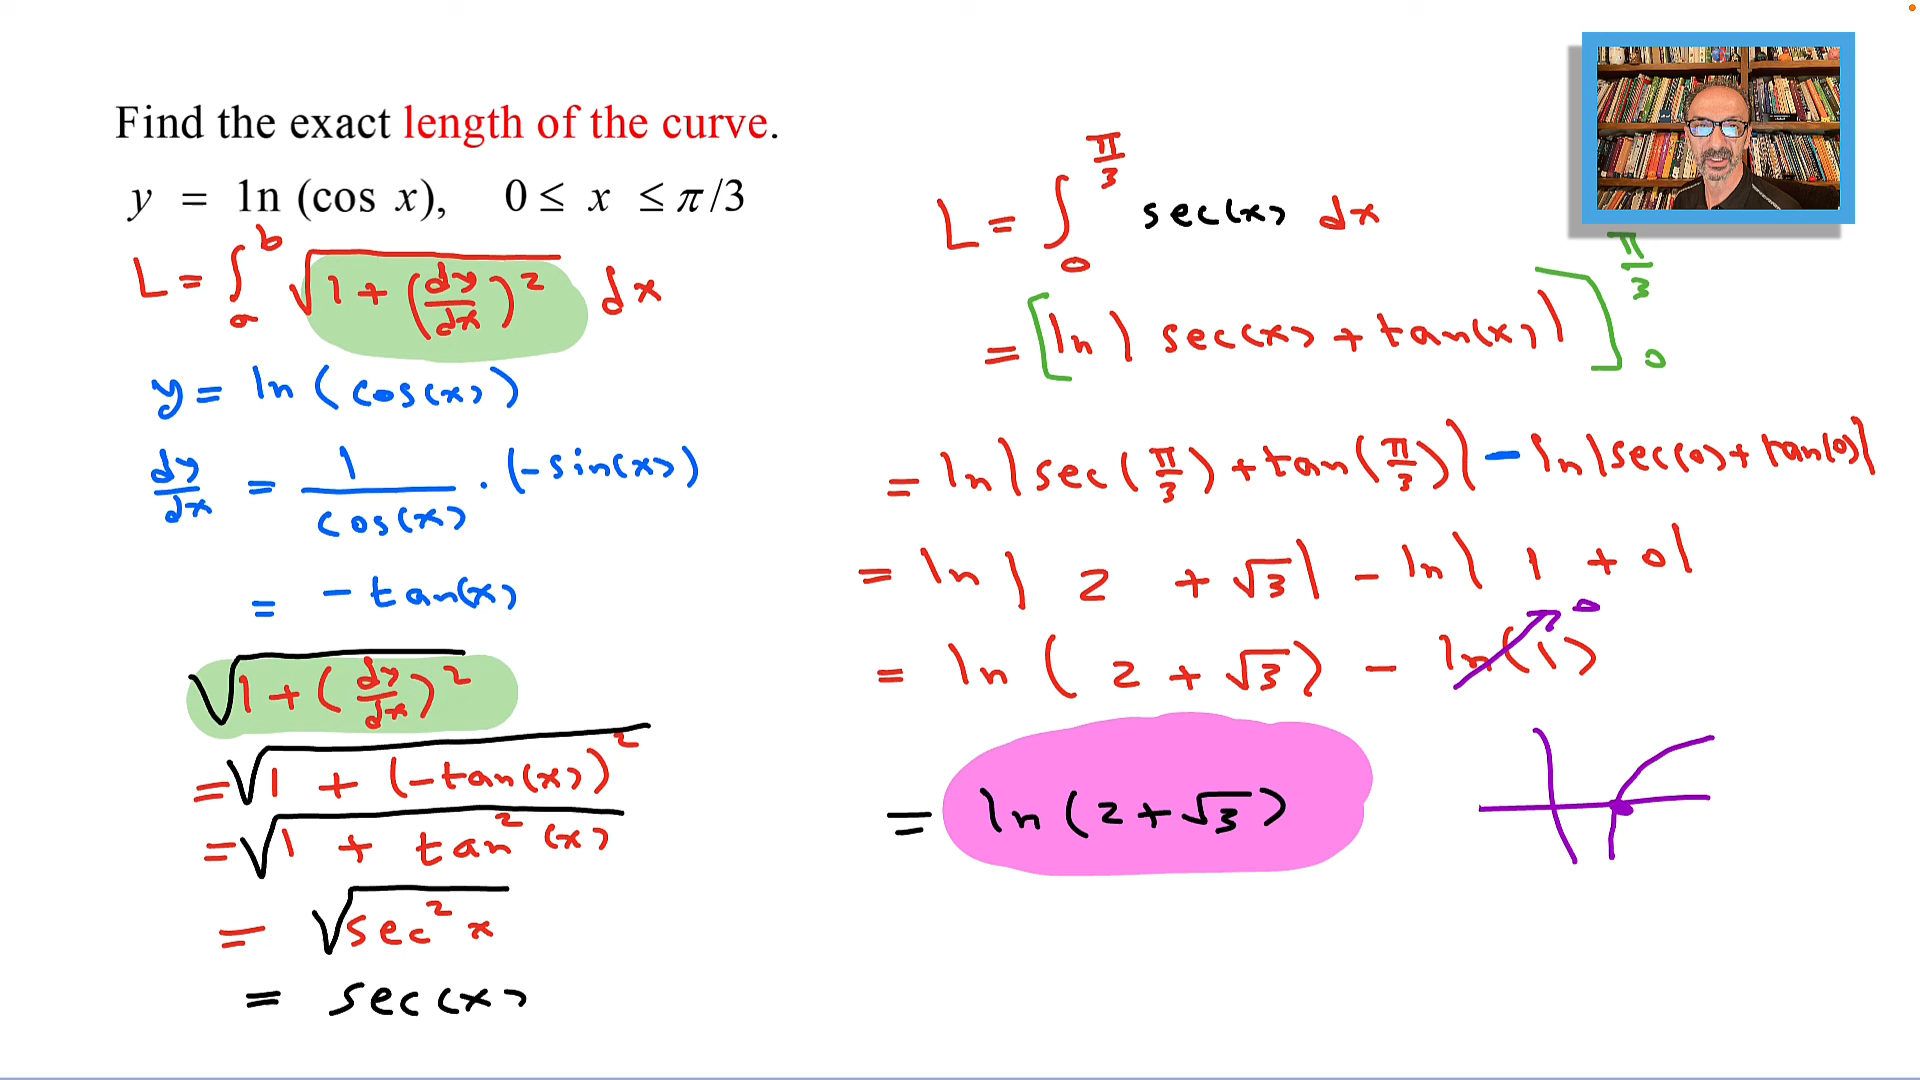 Find the exact length of the curve.
y = ln (cos x), 0 ≤ x ≤ π/3
L = ∫_a^b √(1 + (dy/dx)²) dx
y = ln (cos(x))
dy/dx = 1/cos(x) · (-sin(x))
= - tan(x)
√(1 + (dy/dx)²)
= √(1 + (-tan(x))²)
= √(1 + tan²(x))
= √(sec² x)
= sec(x)
L = ∫_0^(π/3) sec(x) dx
= [ln | sec(x) + tan(x) |]_0^(π/3)
= ln |sec(π/3) + tan(π/3)| - ln |sec(0) + tan(0)|
= ln | 2 + √3 | - ln | 1 + 0 |
= ln ( 2 + √3 ) - ln(1) 0
= ln (2 + √3)